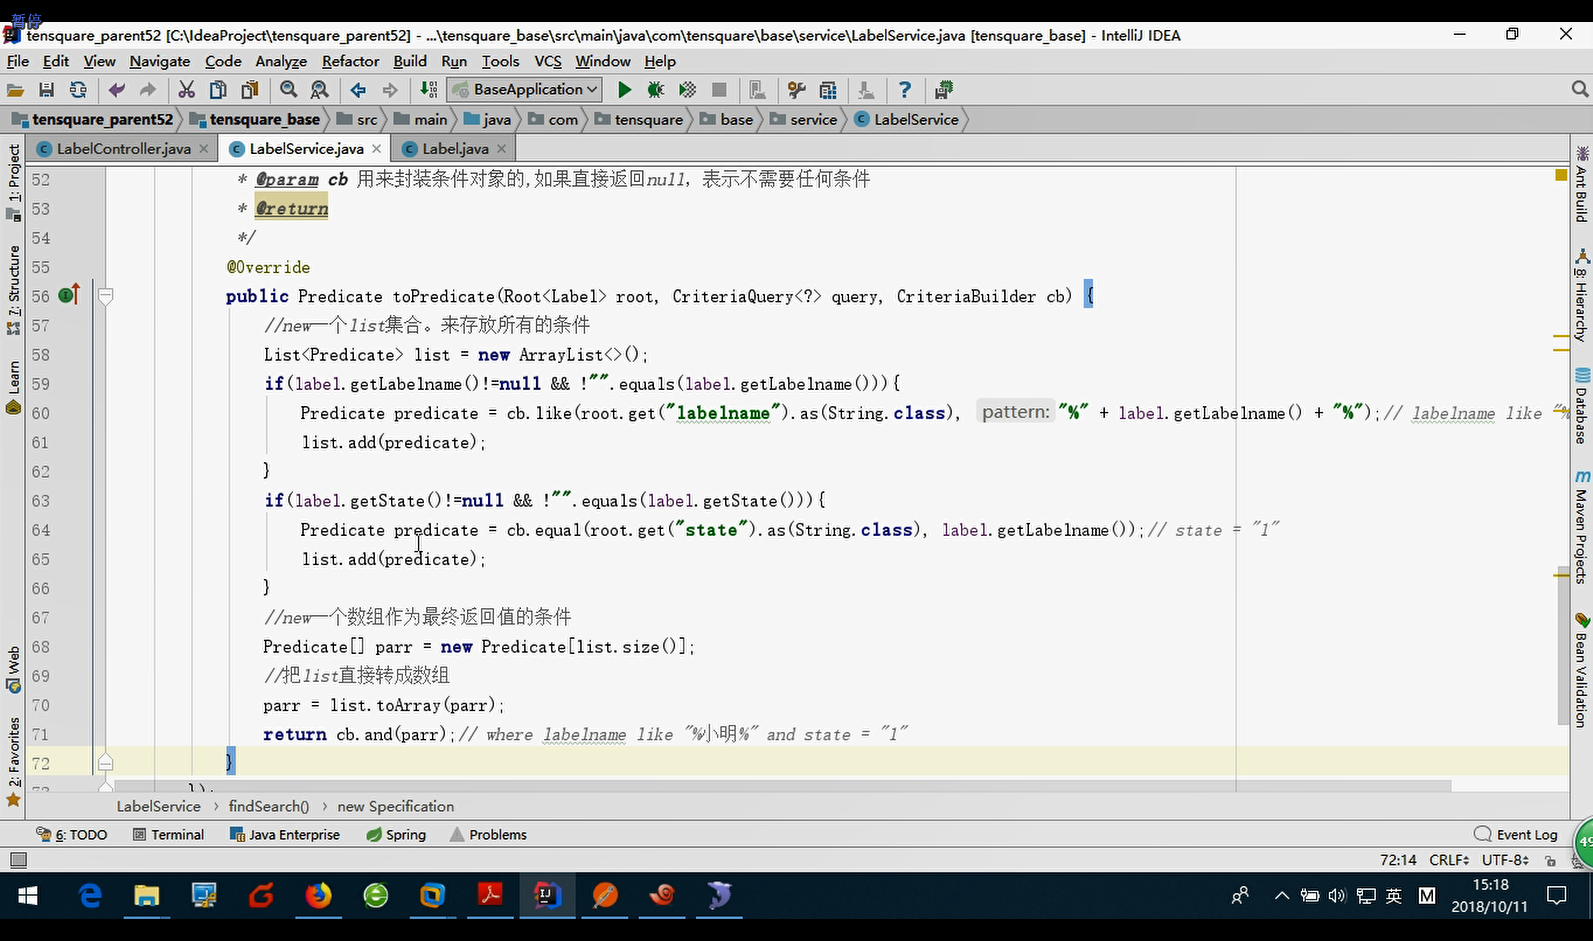 暂停
tensquare_parent52 [C:\IdeaProject\tensquare_parent52] - ...\tensquare_base\src\main\java\com\tensquare\base\service\LabelService.java [tensquare_base] - IntelliJ IDEA
File Edit View Navigate Code Analyze Refactor Build Run Tools VCS Window Help
BaseApplication
tensquare_parent52 tensquare_base src main java com tensquare base service LabelService
LabelController.java LabelService.java Label.java
52 * @param cb 用来封装条件对象的,如果直接返回null，表示不需要任何条件
53 * @return
54 */
55 @Override
56 public Predicate toPredicate(Root<Label> root, CriteriaQuery<?> query, CriteriaBuilder cb) {
57 //new一个list集合。来存放所有的条件
58 List<Predicate> list = new ArrayList<>();
59 if(label.getLabelname()!=null && !"".equals(label.getLabelname())){
60 Predicate predicate = cb.like(root.get("labelname").as(String.class), pattern: "%" + label.getLabelname() + "%");// labelname like "%
61 list.add(predicate);
62 }
63 if(label.getState()!=null && !"".equals(label.getState())){
64 Predicate predicate = cb.equal(root.get("state").as(String.class), label.getLabelname());// state = "1"
65 list.add(predicate);
66 }
67 //new一个数组作为最终返回值的条件
68 Predicate[] parr = new Predicate[list.size()];
69 //把list直接转成数组
70 parr = list.toArray(parr);
71 return cb.and(parr);// where labelname like "%小明%" and state = "1"
72 }
73 });
LabelService › findSearch() › new Specification
1: Project
7: Structure
Learn
Web
2: Favorites
Ant Build
8: Hierarchy
Database
Maven Projects
Bean Validation
6: TODO Terminal Java Enterprise Spring Problems Event Log
49
72:14 CRLF UTF-8
英 M 15:18
2018/10/11